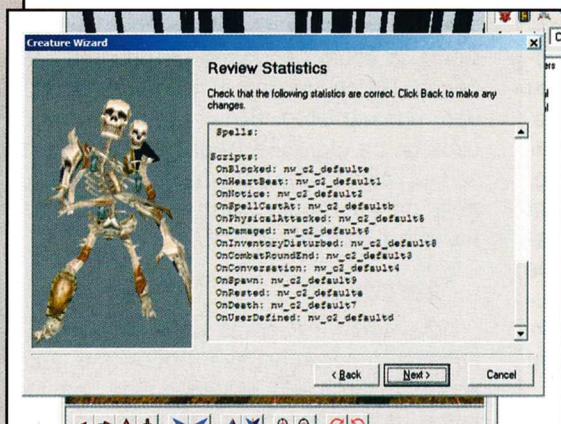 Creature Wizard
Review Statistics
Check that the following statistics are correct. Click Back to make any
changes.
Spells:
Scripts:
OnBlocked: nw_c2_defaulte
OnHeartBeat: nw_c2_default1
OnNotice: nw_c2_default2
OnSpellCastAt: nw_c2_defaultb
OnPhysicalAttacked: nw_c2_default5
OnDamaged: nw_c2_default6
OnInventoryDisturbed: nw_c2_default8
OnCombatRoundEnd: nw_c2_default3
OnConversation: nw_c2_default4
OnSpawn: nw_c2_default9
OnRested: nw_c2_defaulta
OnDeath: nw_c2_default7
OnUserDefined: nw_c2_defaultd
< Back
Next >
Cancel